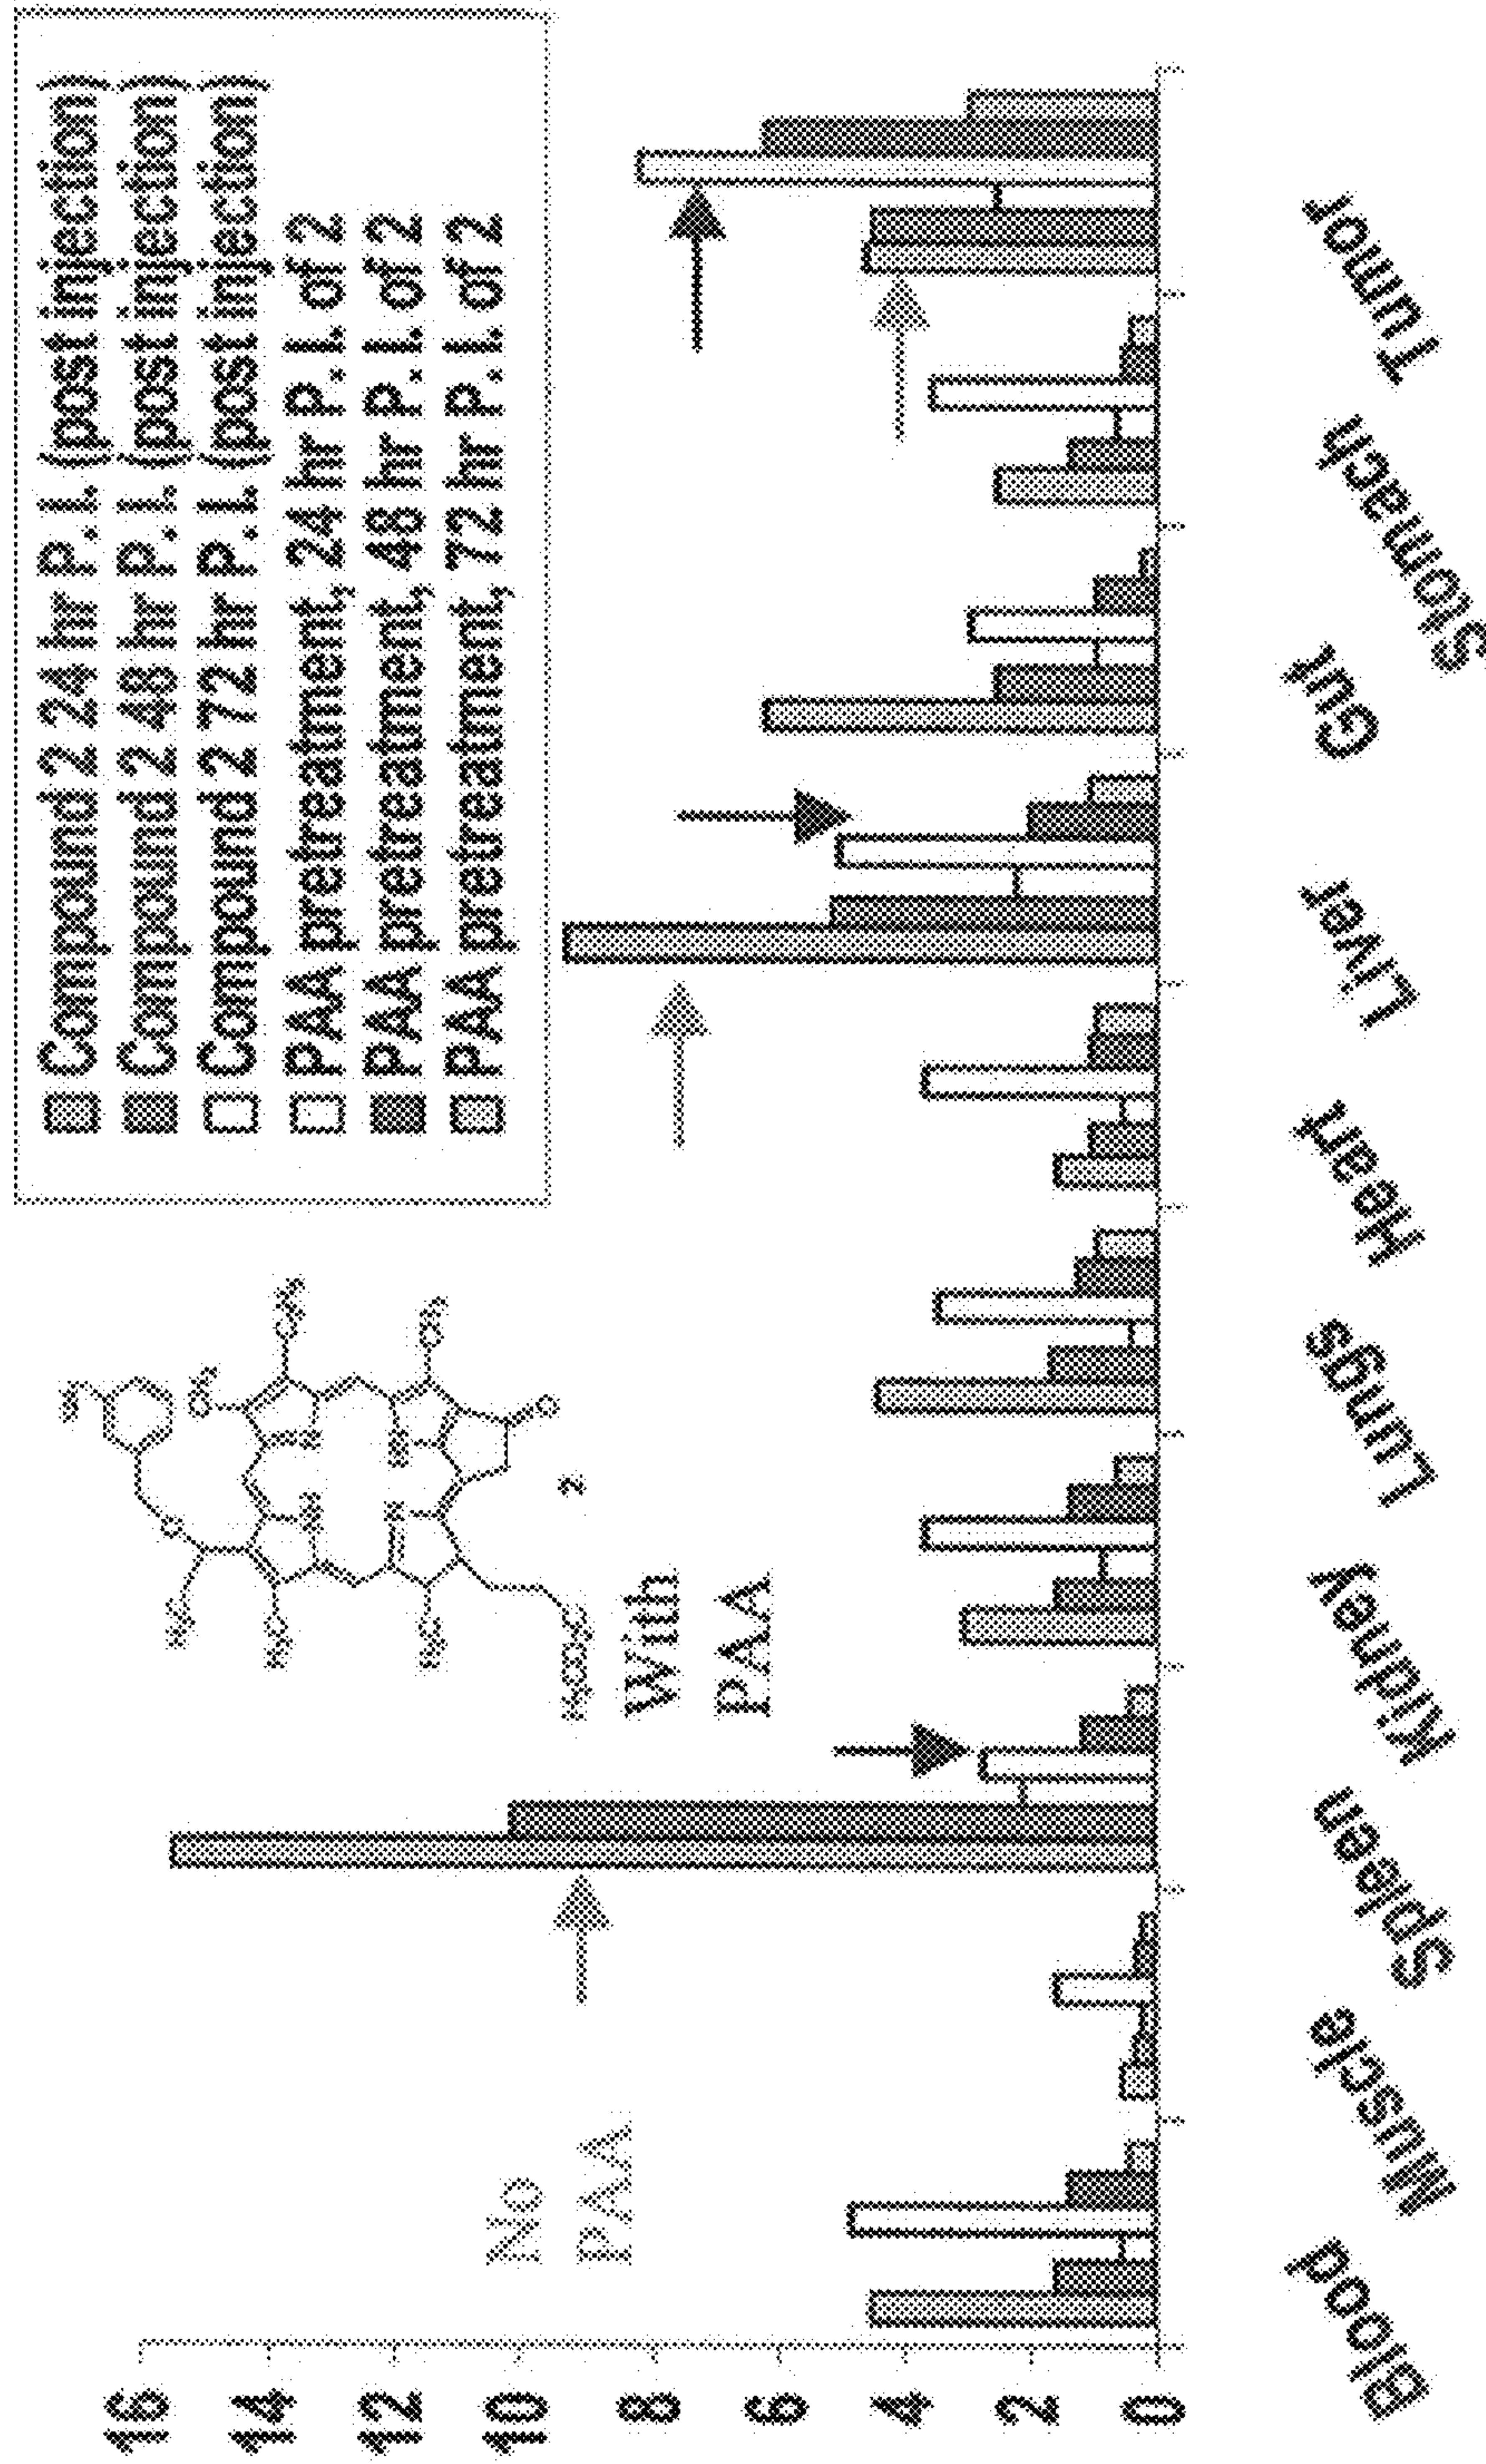 Compound 2 24 hr P. I. (post injection)
Compound 2 48 hr P. I. (post injection)
Compound 2 72 hr P. I. (post injection)
PAA pretreatment, 24 hr P. I. of 2
PAA pretreatment, 48 hr P. I. of 2
PAA pretreatment, 72 hr P. I. of 2
2
No
PAA
With
PAA
16
14
12
10
8
6
4
2
0
Blood
Muscle
Spleen
Kidney
Lungs
Heart
Liver
Gut
Stomach
Tumor